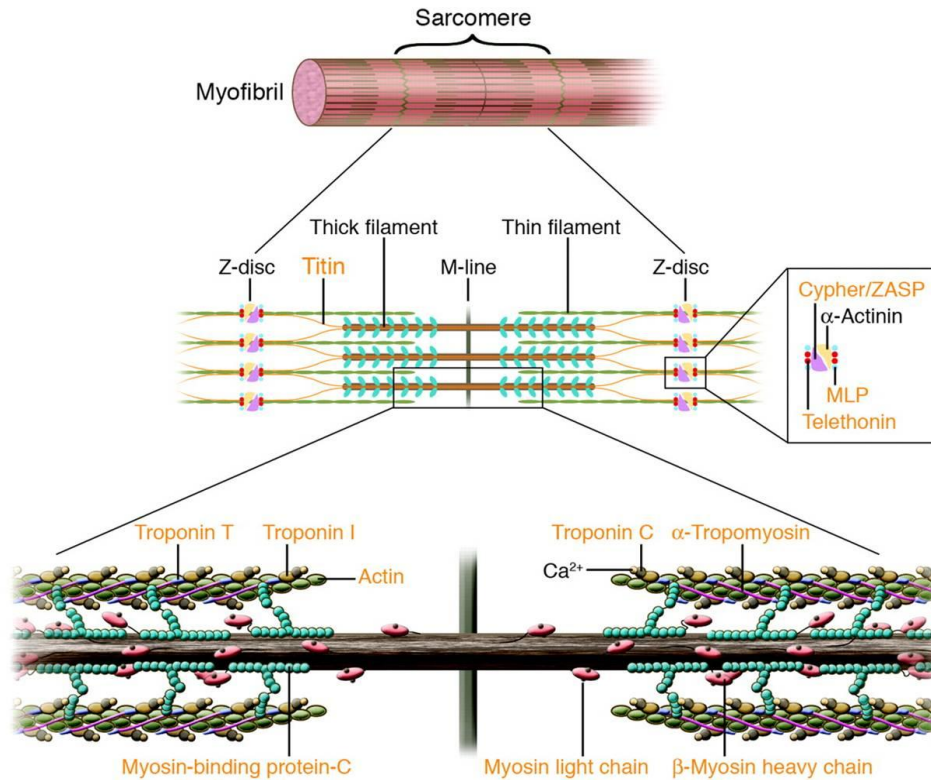 Sarcomere
Myofibril
Thick filament
Thin filament
Z-disc
Titin
M-line
Z-disc
Cypher/ZASP
α-Actinin
MLP
Telethonin
Troponin T
Troponin I
Troponin C
α-Tropomyosin
Actin
Ca²⁺
Myosin-binding protein-C
Myosin light chain
β-Myosin heavy chain